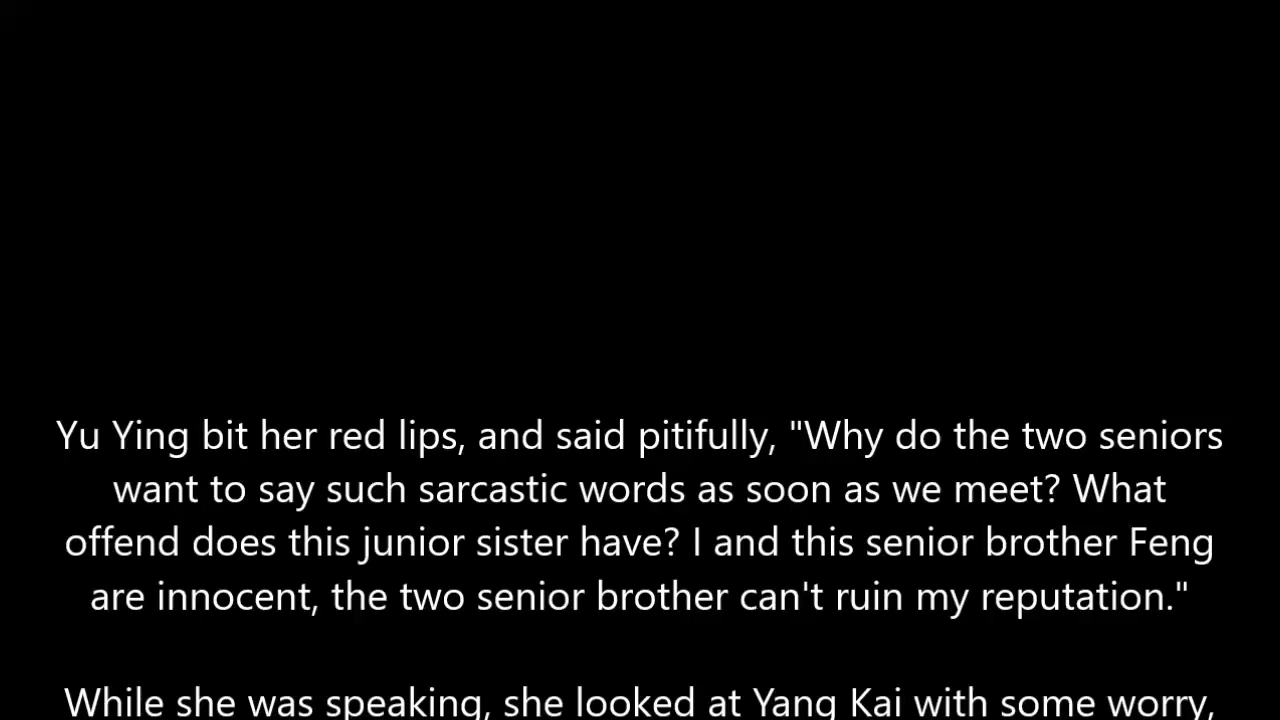 Yu Ying bit her red lips, and said pitifully, "Why do the two seniors
want to say such sarcastic words as soon as we meet? What
offend does this junior sister have? I and this senior brother Feng
are innocent, the two senior brother can't ruin my reputation."
While she was speaking, she looked at Yang Kai with some worry,